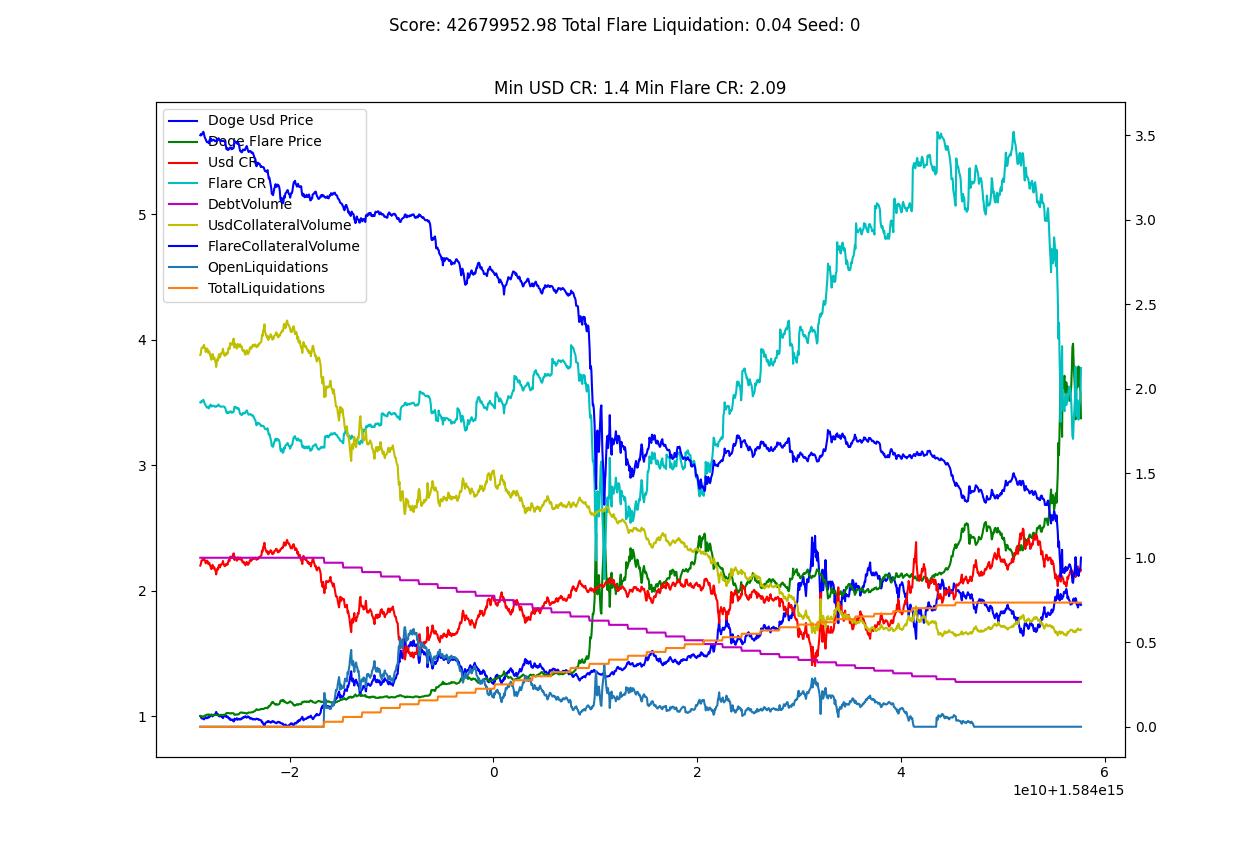 Score: 42679952.98 Total Flare Liquidation: 0.04 Seed: 0
Min USD CR: 1.4 Min Flare CR: 2.09
Doge Usd Price
Doge Flare Price
Usd CR
Flare CR
DebtVolume
UsdCollateralVolume
FlareCollateralVolume
OpenLiquidations
TotalLiquidations
5
4
3
2
1
3.5
3.0
2.5
2.0
1.5
1.0
0.5
0.0
−2
0
2
4
6
1e10+1.584e15